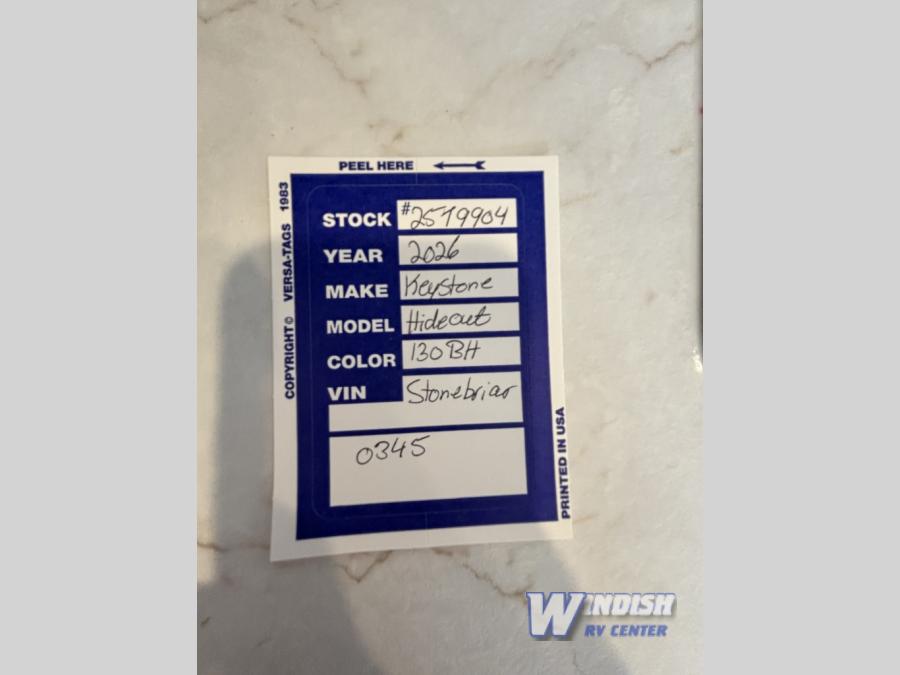 PEEL HERE
COPYRIGHT© VERSA-TAGS 1983
STOCK #2579904
YEAR 2026
MAKE Keystone
MODEL Hideout
COLOR 130BH
VIN Stonebriar
0345
PRINTED IN USA
WINDISH
RV CENTER